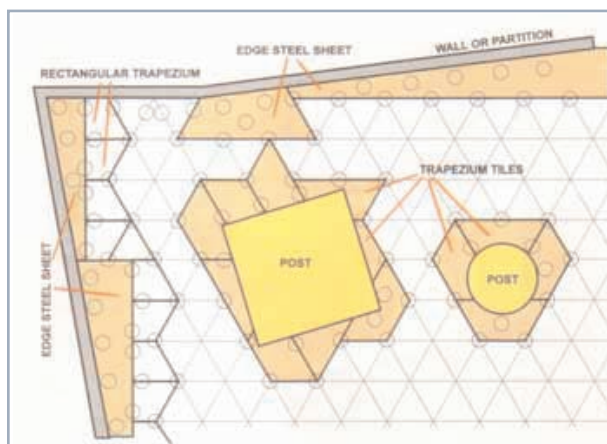 WALL OR PARTITION
EDGE STEEL SHEET
RECTANGULAR TRAPEZIUM
TRAPEZIUM TILES
POST
POST
EDGE STEEL SHEET